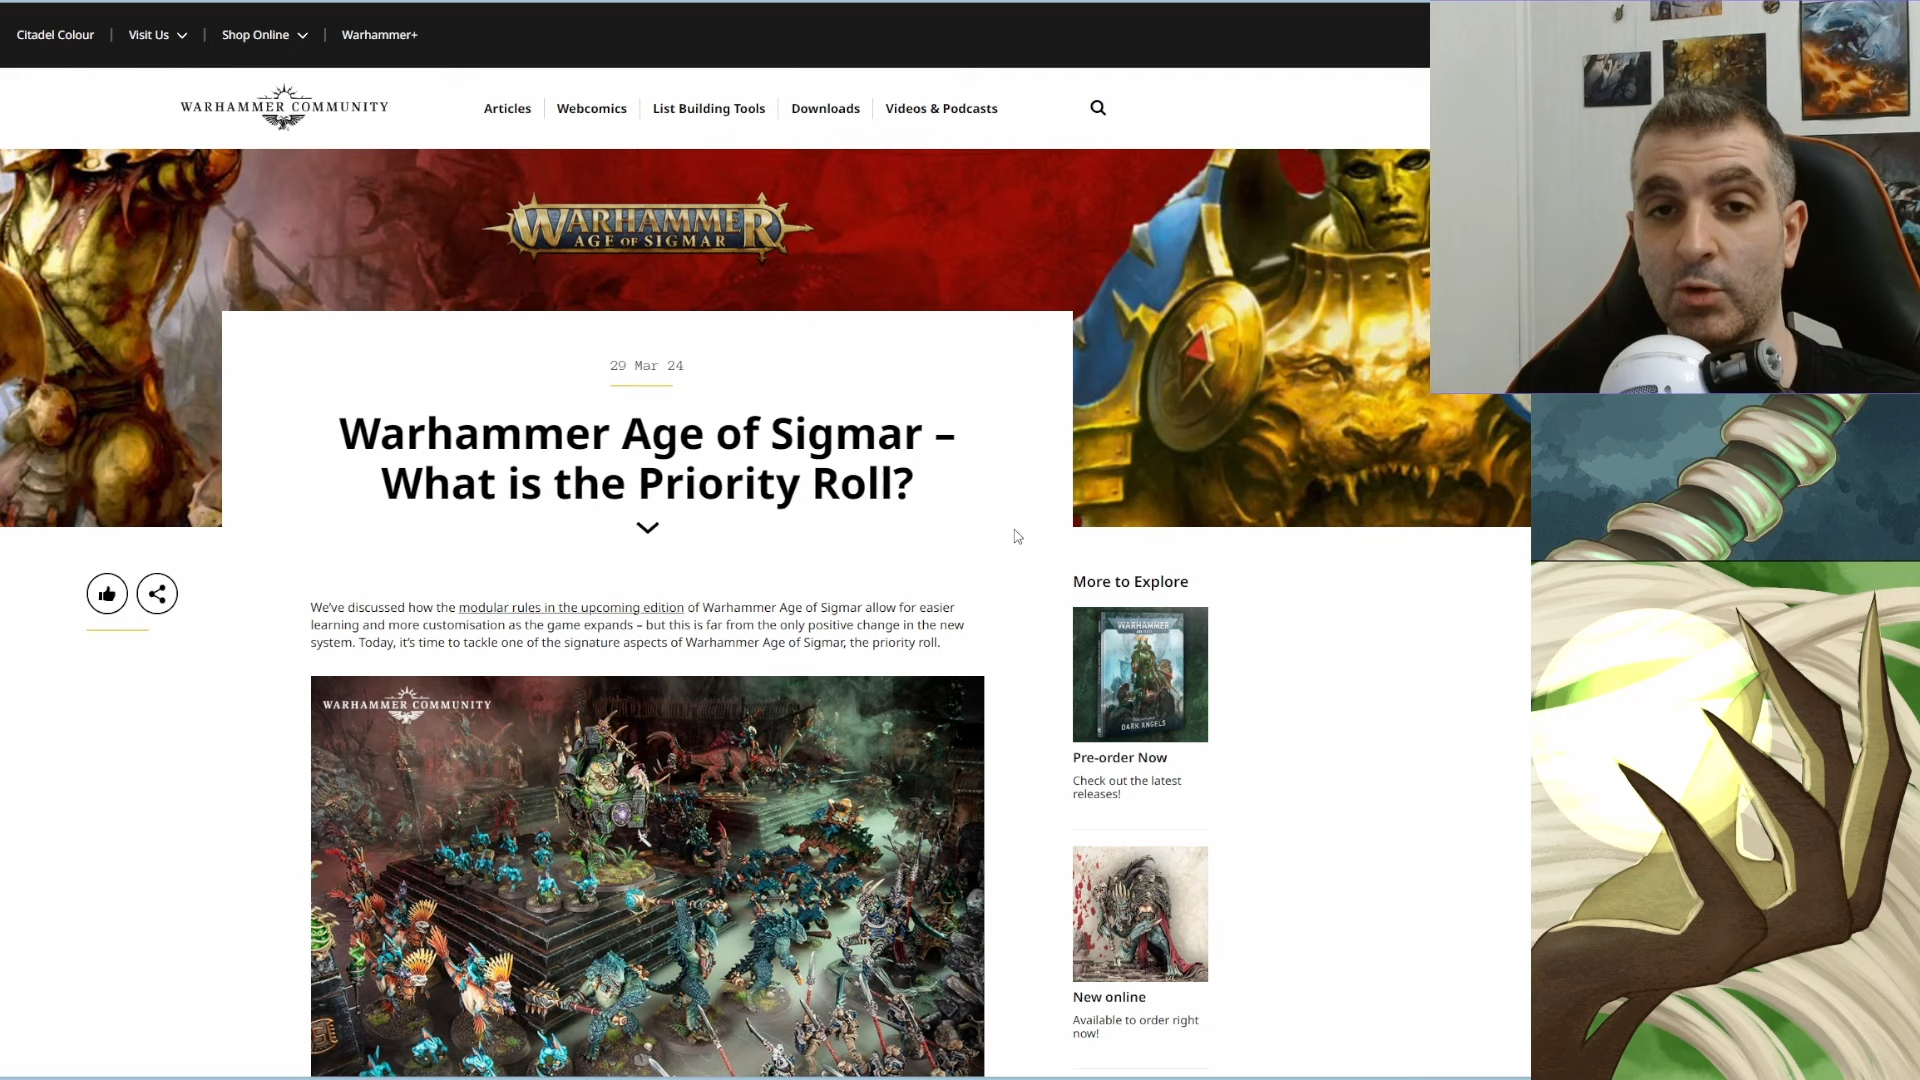 Citadel Colour
Visit Us
Shop Online
Warhammer+
WARHAMMER COMMUNITY
Articles
Webcomics
List Building Tools
Downloads
Videos & Podcasts
WARHAMMER
AGE OF SIGMAR
29 Mar 24
Warhammer Age of Sigmar –
What is the Priority Roll?
We've discussed how the modular rules in the upcoming edition of Warhammer Age of Sigmar allow for easier
learning and more customisation as the game expands – but this is far from the only positive change in the new
system. Today, it's time to tackle one of the signature aspects of Warhammer Age of Sigmar, the priority roll.
WARHAMMER COMMUNITY
More to Explore
WARHAMMER
DARK ANGELS
Pre-order Now
Check out the latest
releases!
New online
Available to order right
now!